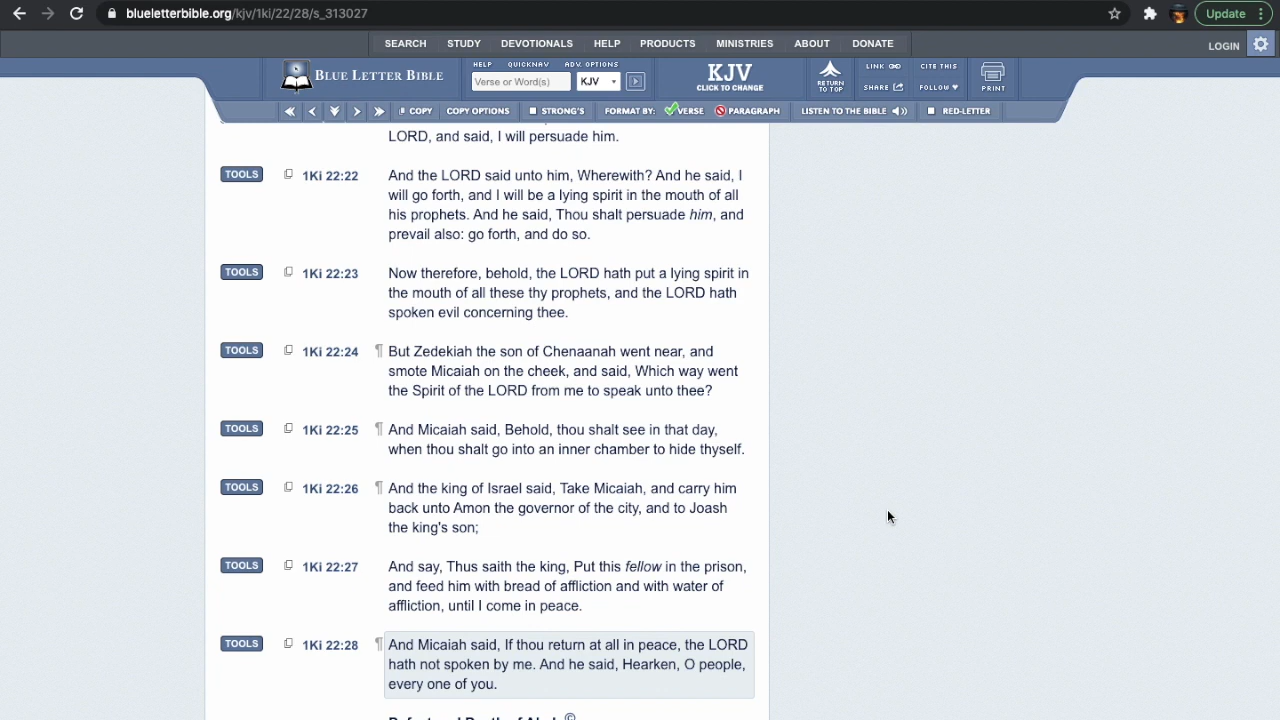 blueletterbible.org/kjv/1ki/22/28/s_313027
Update
SEARCH STUDY DEVOTIONALS HELP PRODUCTS MINISTRIES ABOUT DONATE
LOGIN
BLUE LETTER BIBLE
HELP QUICKNAV ADV. OPTIONS
Verse or Word(s) KJV
KJV
CLICK TO CHANGE
RETURN TO TOP
LINK CITE THIS
SHARE FOLLOW
PRINT
COPY COPY OPTIONS STRONG'S FORMAT BY: VERSE PARAGRAPH LISTEN TO THE BIBLE RED-LETTER
LORD, and said, I will persuade him.
TOOLS 1Ki 22:22 And the LORD said unto him, Wherewith? And he said, I
will go forth, and I will be a lying spirit in the mouth of all
his prophets. And he said, Thou shalt persuade him, and
prevail also: go forth, and do so.
TOOLS 1Ki 22:23 Now therefore, behold, the LORD hath put a lying spirit in
the mouth of all these thy prophets, and the LORD hath
spoken evil concerning thee.
TOOLS 1Ki 22:24 ¶ But Zedekiah the son of Chenaanah went near, and
smote Micaiah on the cheek, and said, Which way went
the Spirit of the LORD from me to speak unto thee?
TOOLS 1Ki 22:25 ¶ And Micaiah said, Behold, thou shalt see in that day,
when thou shalt go into an inner chamber to hide thyself.
TOOLS 1Ki 22:26 ¶ And the king of Israel said, Take Micaiah, and carry him
back unto Amon the governor of the city, and to Joash
the king's son;
TOOLS 1Ki 22:27 And say, Thus saith the king, Put this fellow in the prison,
and feed him with bread of affliction and with water of
affliction, until I come in peace.
TOOLS 1Ki 22:28 ¶ And Micaiah said, If thou return at all in peace, the LORD
hath not spoken by me. And he said, Hearken, O people,
every one of you.